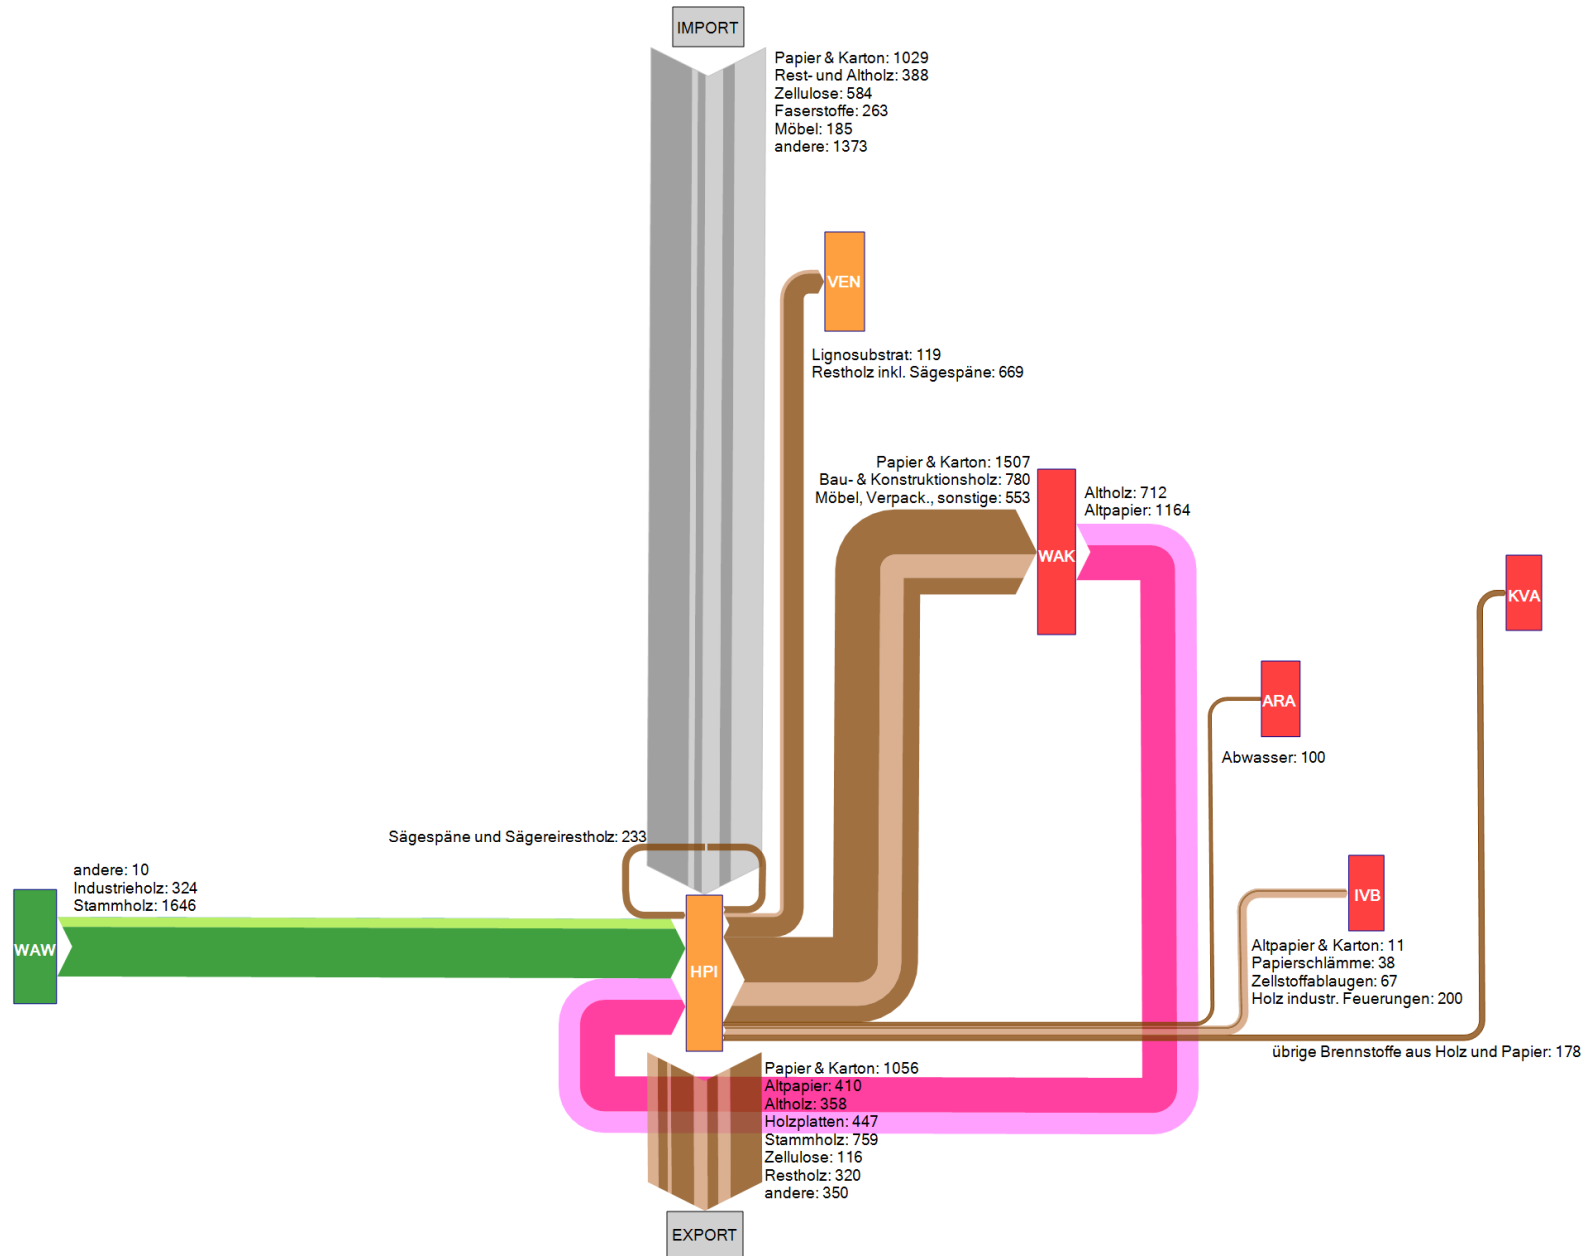 IMPORT
Papier & Karton: 1029
Rest- und Altholz: 388
Zellulose: 584
Faserstoffe: 263
Möbel: 185
andere: 1373
VEN
Lignosubstrat: 119
Restholz inkl. Sägespäne: 669
Papier & Karton: 1507
Bau- & Konstruktionsholz: 780
Möbel, Verpack., sonstige: 553
WAK
Altholz: 712
Altpapier: 1164
KVA
ARA
Abwasser: 100
Sägespäne und Sägereirestholz: 233
andere: 10
Industrieholz: 324
Stammholz: 1646
WAW
HPI
IVB
Altpapier & Karton: 11
Papierschlämme: 38
Zellstoffablaugen: 67
Holz industr. Feuerungen: 200
übrige Brennstoffe aus Holz und Papier: 178
Papier & Karton: 1056
Altpapier: 410
Altholz: 358
Holzplatten: 447
Stammholz: 759
Zellulose: 116
Restholz: 320
andere: 350
EXPORT